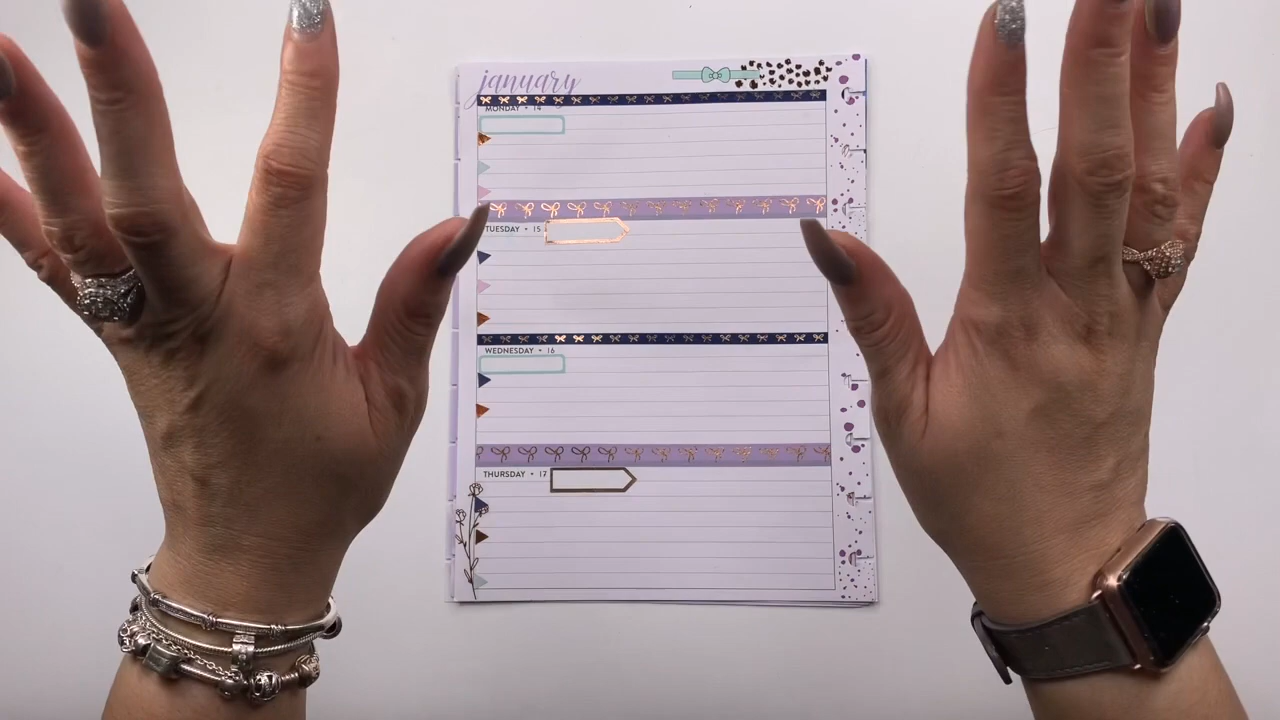 january
MONDAY • 14
TUESDAY • 15
WEDNESDAY • 16
THURSDAY • 17